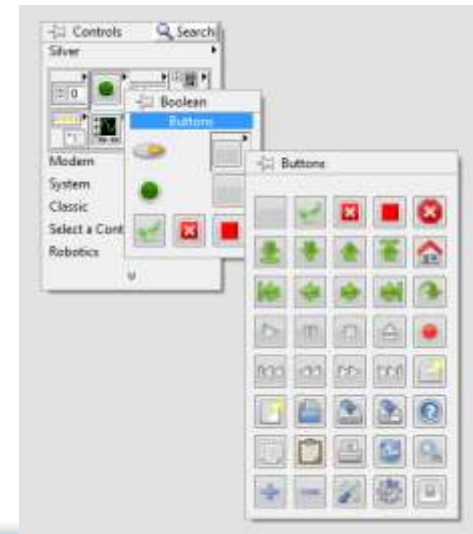 Controls
Search
Silver
Boolean
Buttons
Modern
System
Classic
Select a Cont
Robotics
Buttons